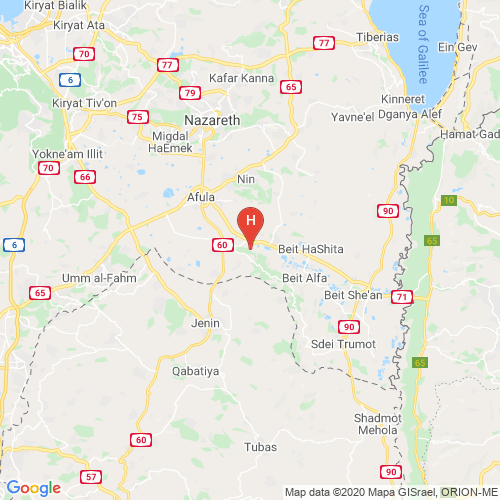 Kiryat Bialik
Kiryat Ata
Sea of Galilee
77
Tiberias
70
77
Ein Gev
6
Kafar Kanna
79
65
Kiryat Tiv'on
Kinneret
75
Nazareth
Yavne'el
Dganya Alef
Migdal
HaEmek
Hamat-Gad
Yokne'am Illit
70
66
Nin
Afula
10
90
H
65
6
60
Beit HaShita
Umm al-Fahm
Beit Alfa
65
Beit She'an
71
Jenin
90
Sdei Trumot
65
Qabatiya
Shadmot
Mehola
60
Tubas
57
90
Google
Map data ©2020 Mapa GISrael, ORION-ME